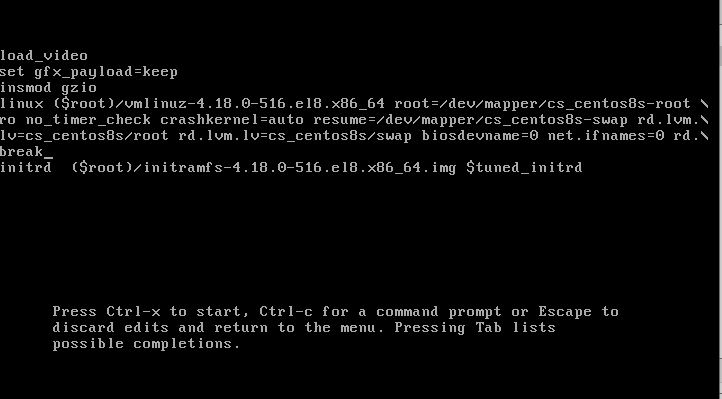 load_video
set gfx_payload=keep
insmod gzio
linux ($root)/vmlinuz-4.18.0-516.el8.x86_64 root=/dev/mapper/cs_centos8s-root \
ro no_timer_check crashkernel=auto resume=/dev/mapper/cs_centos8s-swap rd.lvm.\
lv=cs_centos8s/root rd.lvm.lv=cs_centos8s/swap biosdevname=0 net.ifnames=0 rd.\
break_
initrd  ($root)/initramfs-4.18.0-516.el8.x86_64.img $tuned_initrd
Press Ctrl-x to start, Ctrl-c for a command prompt or Escape to
discard edits and return to the menu. Pressing Tab lists
possible completions.